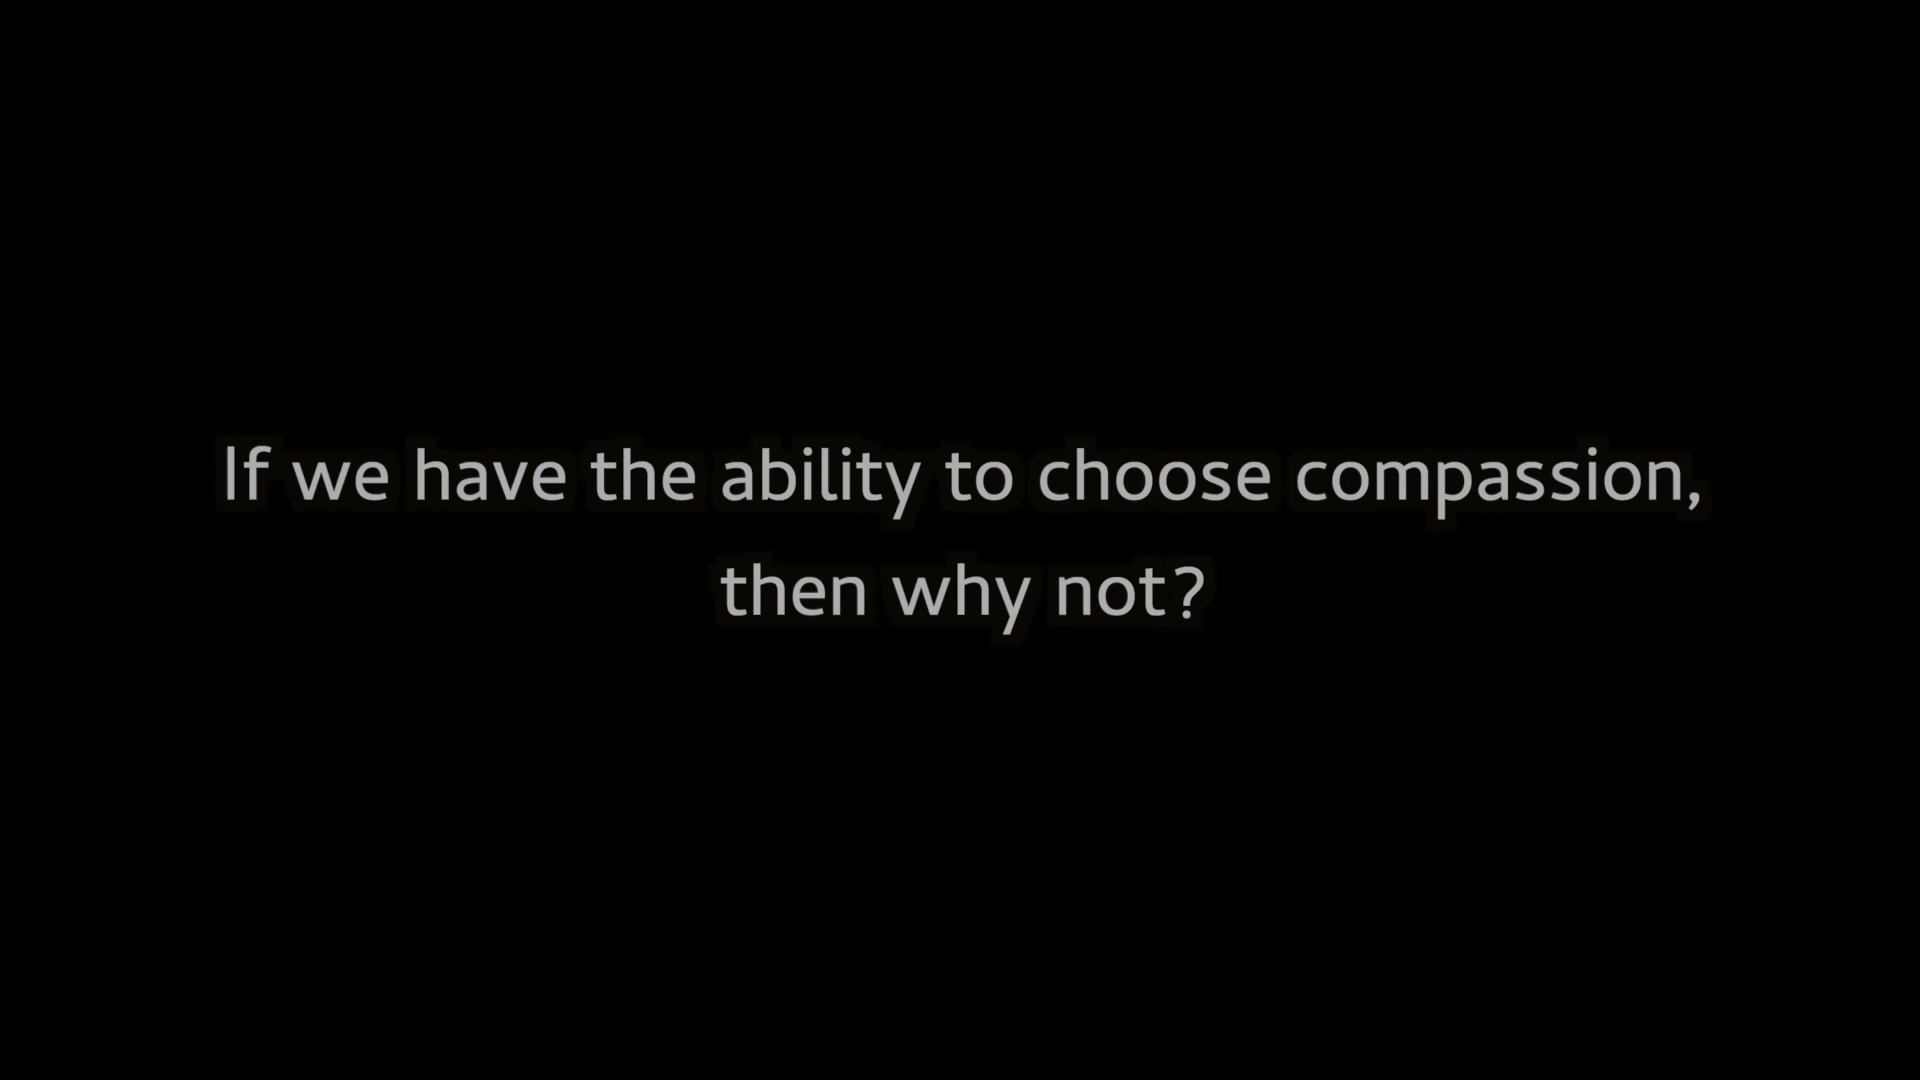 If we have the ability to choose compassion,
then why not?